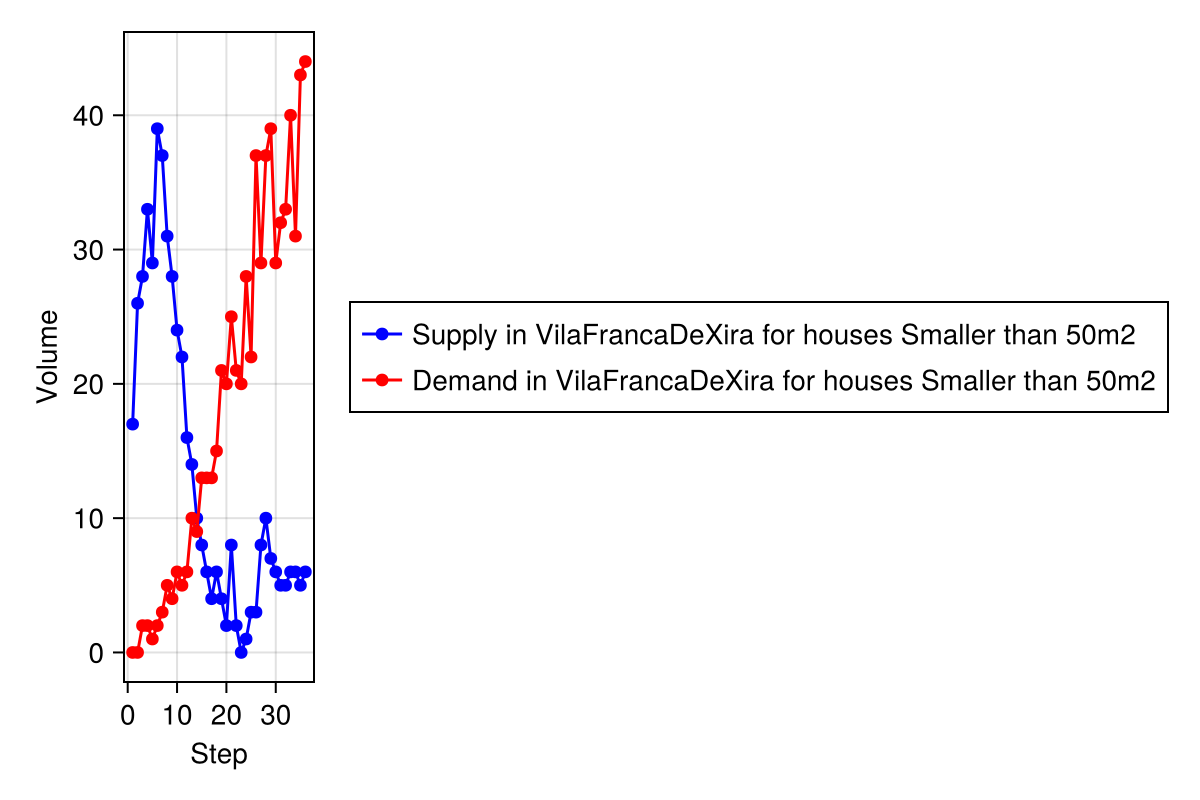 Volume
40
30
20
10
0
0 10 20 30
Step
Supply in VilaFrancaDeXira for houses Smaller than 50m2
Demand in VilaFrancaDeXira for houses Smaller than 50m2